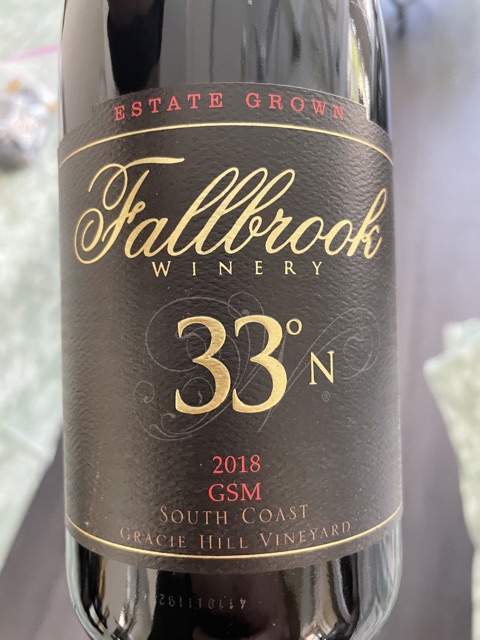 ESTATE GROWN
Fallbrook
WINERY
33° N
®
2018
GSM
SOUTH COAST
GRACIE HILL VINEYARD